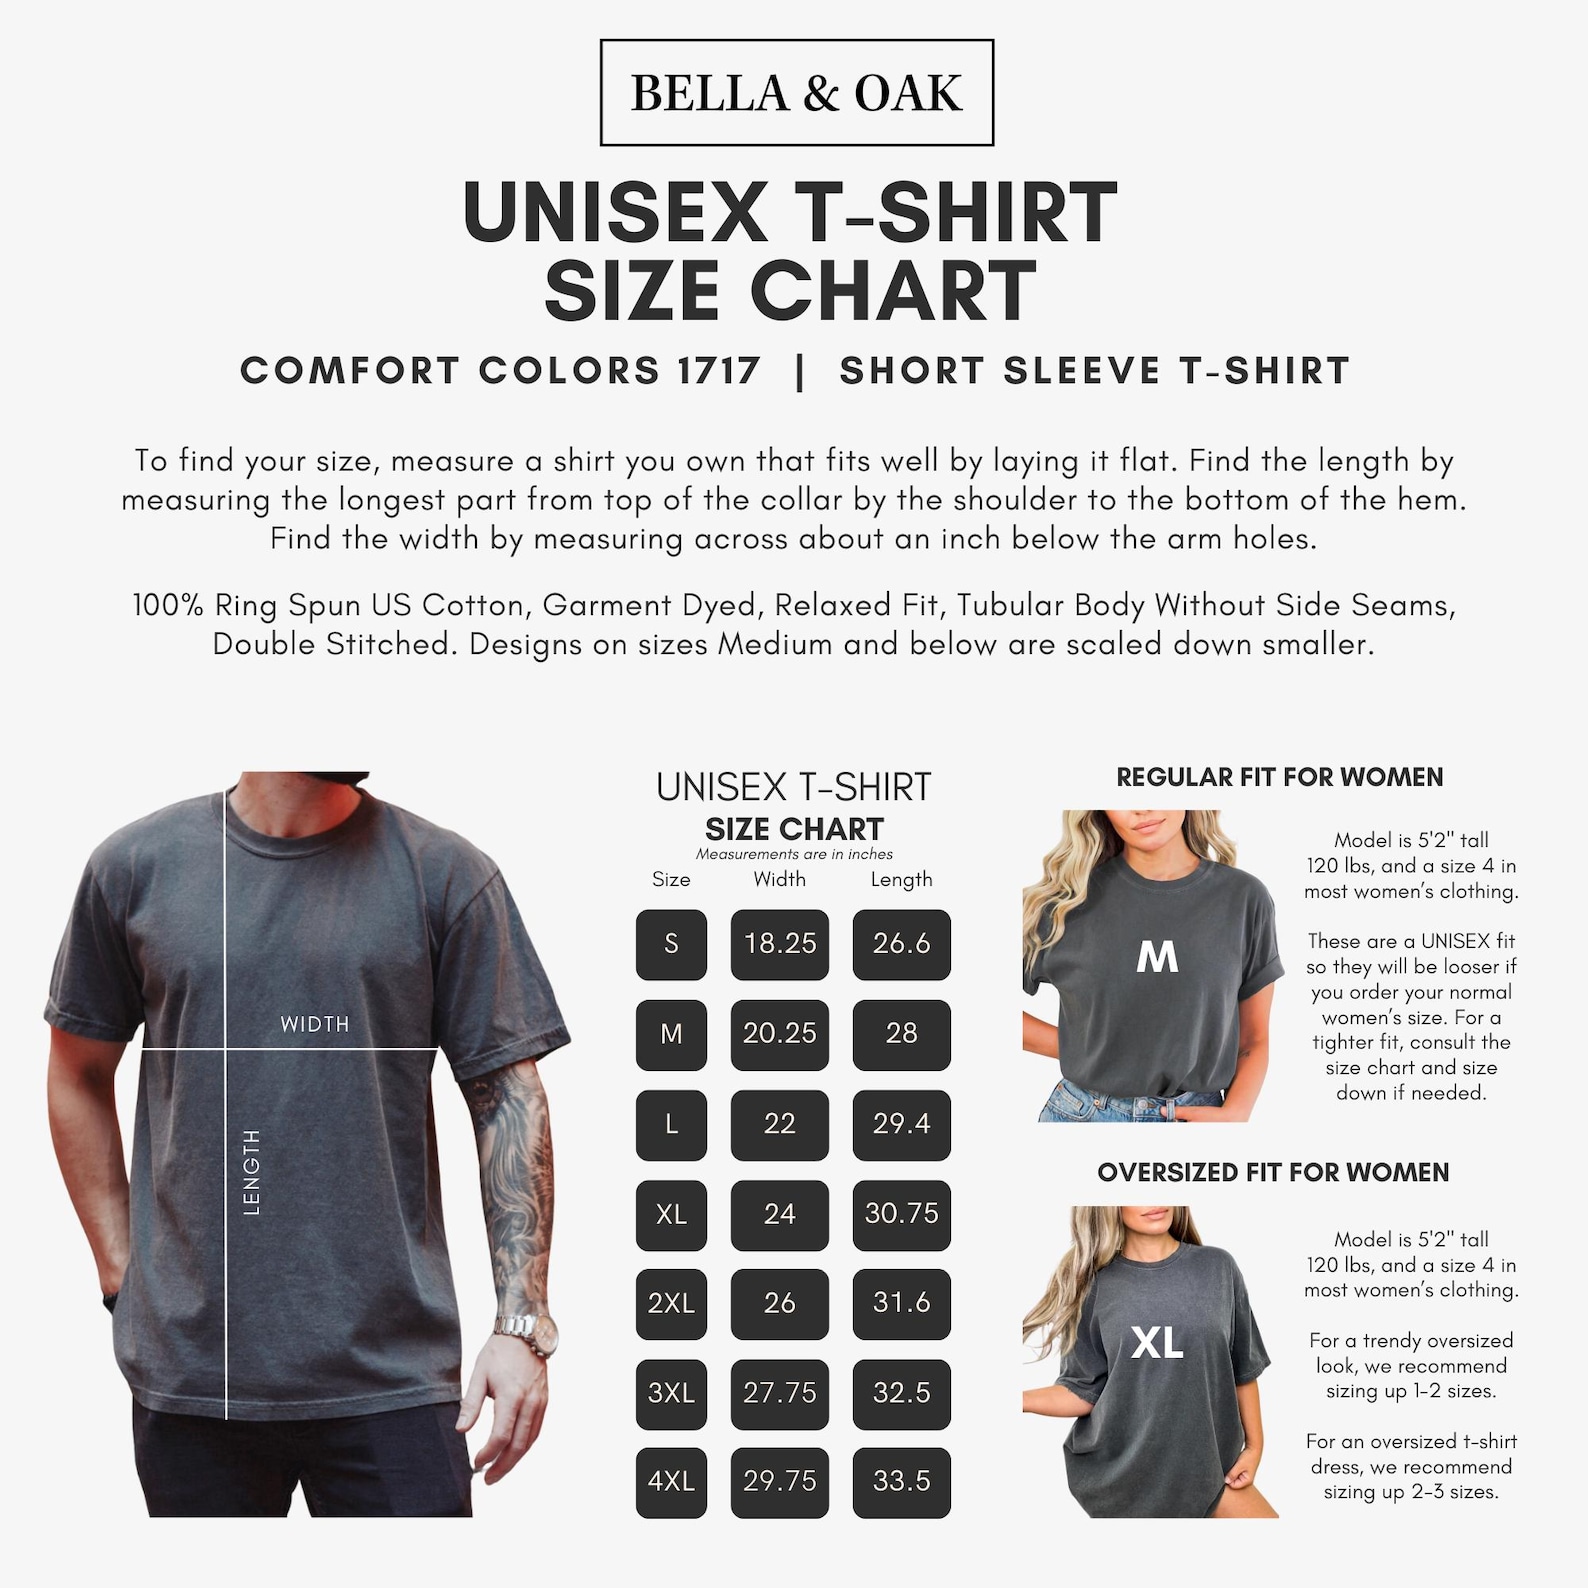 BELLA & OAK
UNISEX T-SHIRT
SIZE CHART
COMFORT COLORS 1717 | SHORT SLEEVE T-SHIRT
To find your size, measure a shirt you own that fits well by laying it flat. Find the length by
measuring the longest part from top of the collar by the shoulder to the bottom of the hem.
Find the width by measuring across about an inch below the arm holes.
100% Ring Spun US Cotton, Garment Dyed, Relaxed Fit, Tubular Body Without Side Seams,
Double Stitched. Designs on sizes Medium and below are scaled down smaller.
WIDTH
LENGTH
UNISEX T-SHIRT
SIZE CHART
Measurements are in inches
Size Width Length
S 18.25 26.6
M 20.25 28
L 22 29.4
XL 24 30.75
2XL 26 31.6
3XL 27.75 32.5
4XL 29.75 33.5
REGULAR FIT FOR WOMEN
M
Model is 5'2" tall
120 lbs, and a size 4 in
most women's clothing.
These are a UNISEX fit
so they will be looser if
you order your normal
women's size. For a
tighter fit, consult the
size chart and size
down if needed.
OVERSIZED FIT FOR WOMEN
XL
Model is 5'2" tall
120 lbs, and a size 4 in
most women's clothing.
For a trendy oversized
look, we recommend
sizing up 1-2 sizes.
For an oversized t-shirt
dress, we recommend
sizing up 2-3 sizes.